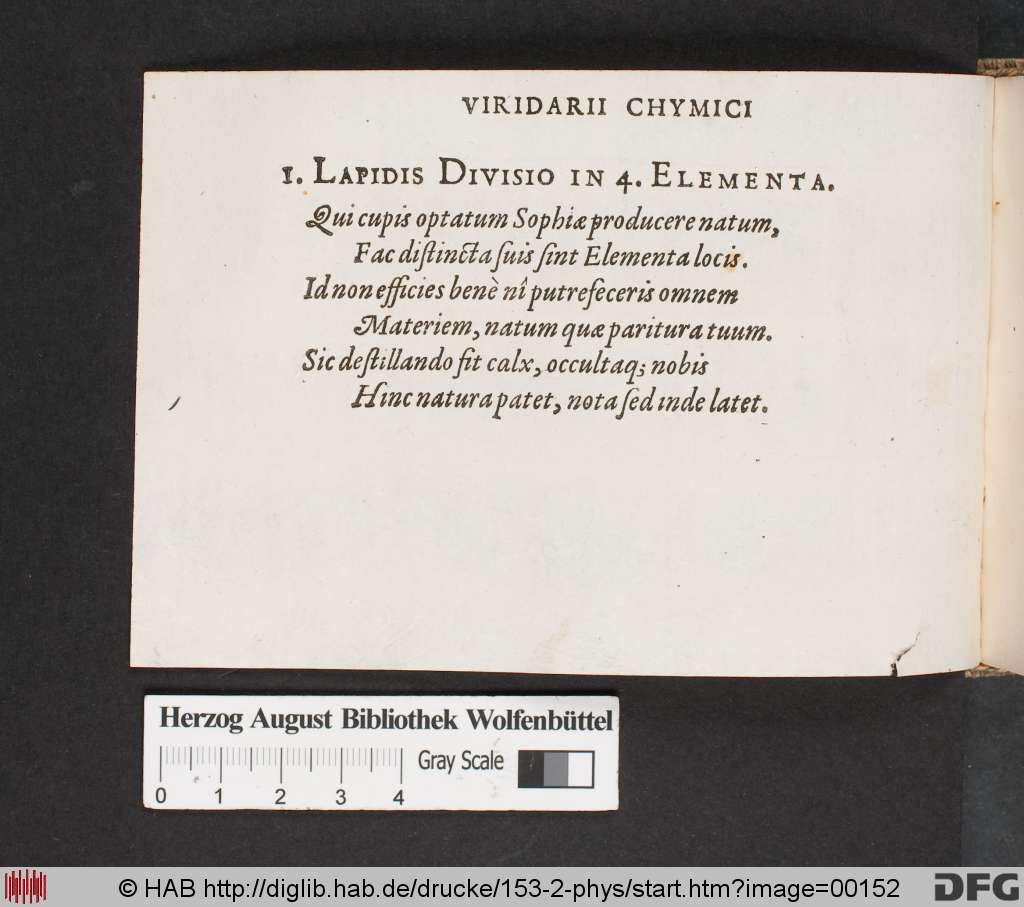 VIRIDARII CHYMICI
1. LAPIDIS DIVISIO IN 4. ELEMENTA.
Qui cupis optatum Sophiæ producere natum,
Fac distincta suis sint Elementa locis.
Id non efficies benè nî putrefeceris omnem
Materiem, natum quæ paritura tuum.
Sic destillando fit calx, occultaq; nobis
Hinc natura patet, nota sed inde latet.
Herzog August Bibliothek Wolfenbüttel
Gray Scale
0 1 2 3 4
© HAB http://diglib.hab.de/drucke/153-2-phys/start.htm?image=00152
DFG